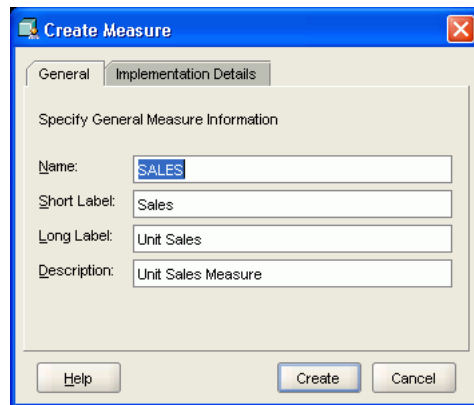 Create Measure
General Implementation Details
Specify General Measure Information
Name: SALES
Short Label: Sales
Long Label: Unit Sales
Description: Unit Sales Measure
Help Create Cancel